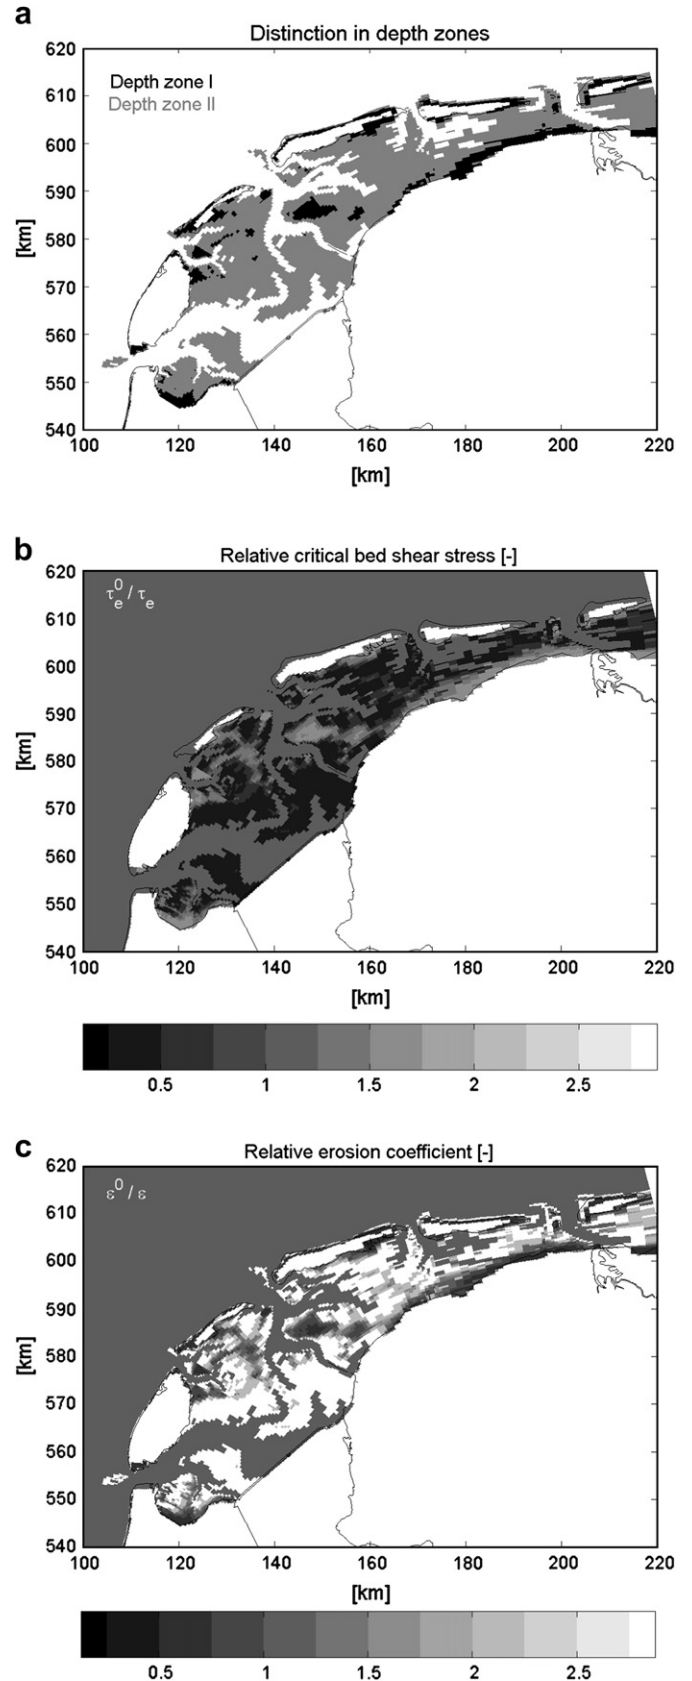 a
Distinction in depth zones
620
610
600
590
580
570
560
550
540
[km]
Depth zone I
Depth zone II
100 120 140 160 180 200 220
[km]
b
Relative critical bed shear stress [-]
620
610
600
590
580
570
560
550
540
[km]
τe0 / τe
100 120 140 160 180 200 220
[km]
0.5 1 1.5 2 2.5
c
Relative erosion coefficient [-]
620
610
600
590
580
570
560
550
540
[km]
ε0 / ε
100 120 140 160 180 200 220
[km]
0.5 1 1.5 2 2.5